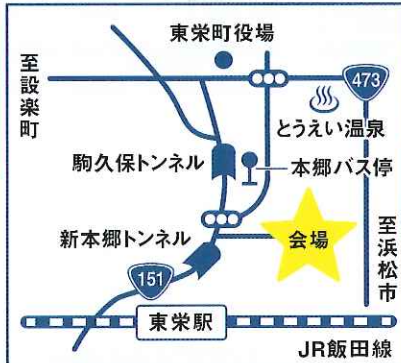 東栄町役場
至設楽町
473
とうえい温泉
駒久保トンネル
本郷バス停
新本郷トンネル
会場
至浜松市
151
東栄駅
JR飯田線